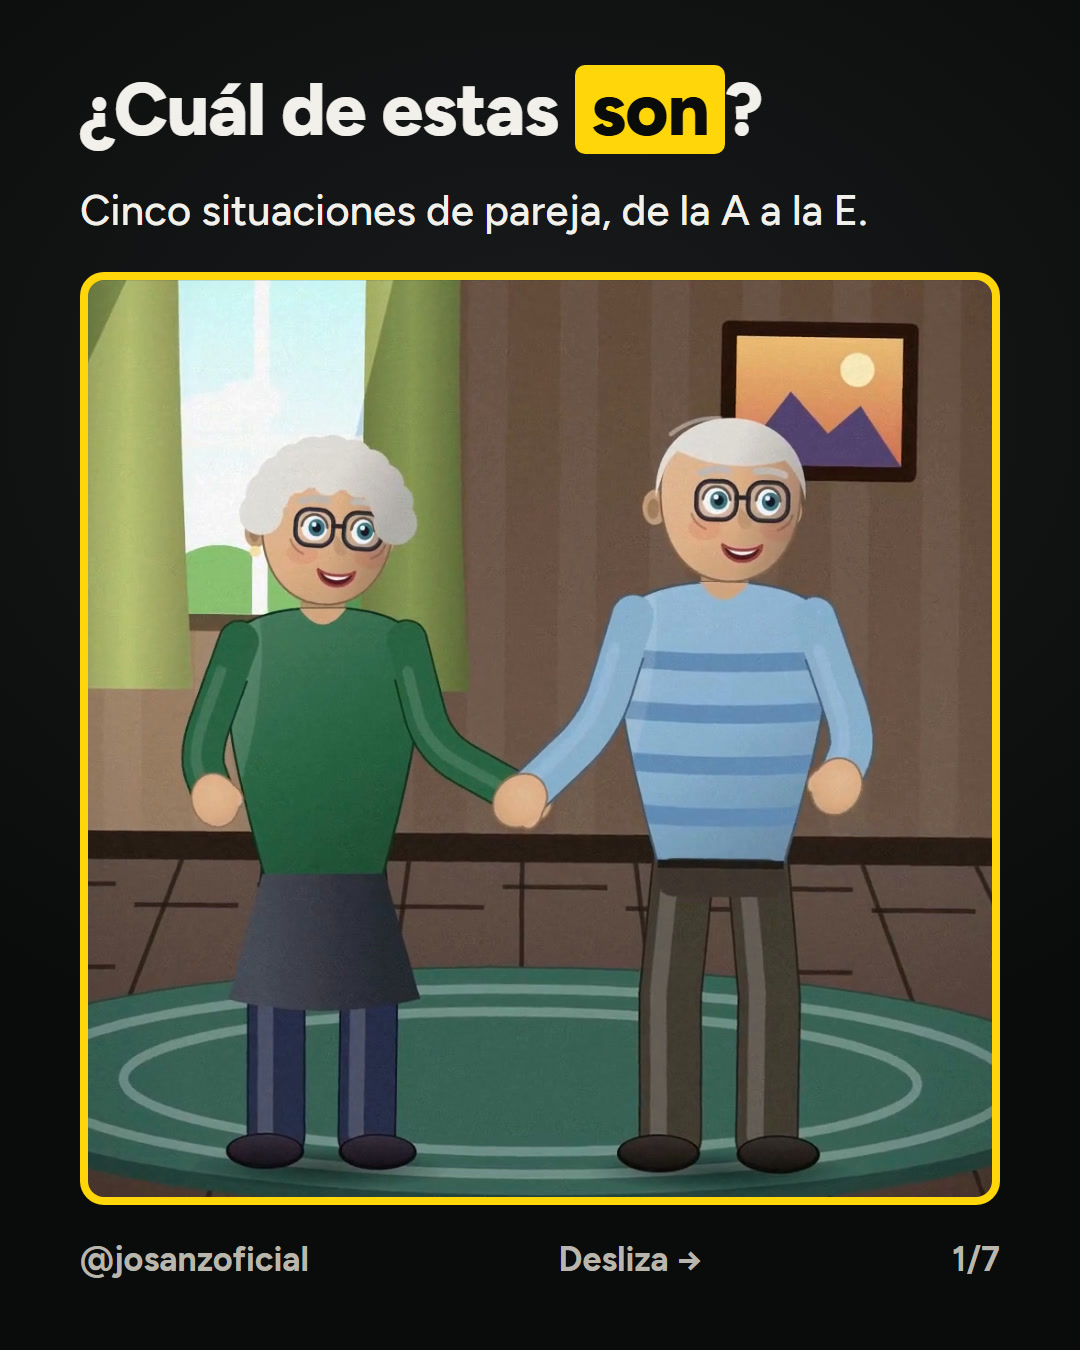 ¿Cuál de estas son?
Cinco situaciones de pareja, de la A a la E.
@josanzoficial
Desliza →
1/7